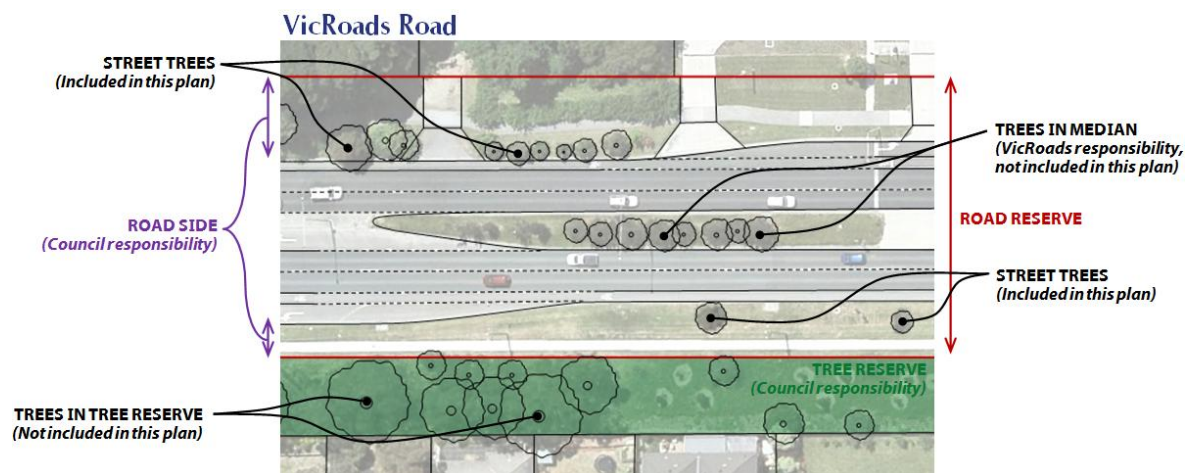 VicRoads Road
STREET TREES
(Included in this plan)
TREES IN MEDIAN
(VicRoads responsibility,
not included in this plan)
ROAD SIDE
(Council responsibility)
ROAD RESERVE
STREET TREES
(Included in this plan)
TREE RESERVE
(Council responsibility)
TREES IN TREE RESERVE
(Not included in this plan)